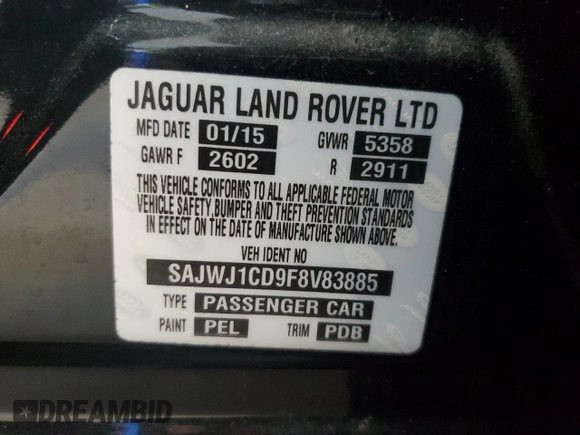 JAGUAR LAND ROVER LTD
MFD DATE 01/15 GVWR 5358
GAWR F 2602 R 2911
THIS VEHICLE CONFORMS TO ALL APPLICABLE FEDERAL MOTOR
VEHICLE SAFETY, BUMPER AND THEFT PREVENTION STANDARDS
IN EFFECT ON THE DATE OF MANUFACTURE SHOWN ABOVE.
VEH IDENT NO
SAJWJ1CD9F8V83885
TYPE PASSENGER CAR
PAINT PEL TRIM PDB
DREAMBID